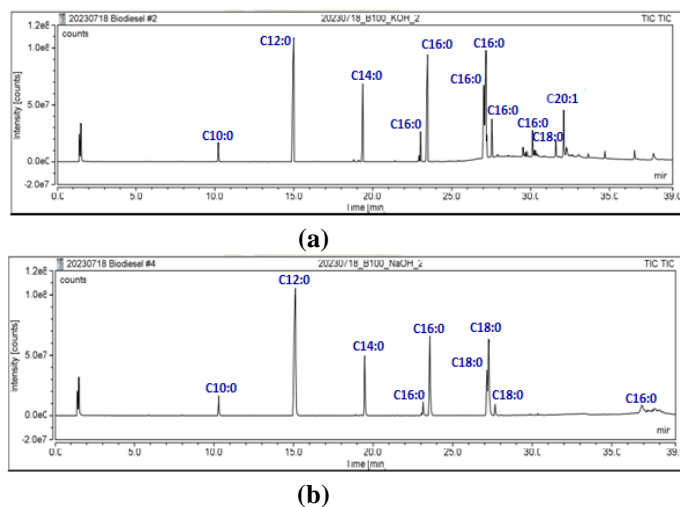 20230718 Biodiesel #2 20230718_B100_KOH_2 TIC TIC
1.2e8 counts
C12:0
C16:0 C16:0
C14:0
5.0e7
C16:0
C20:1
C16:0
C16:0 C16:0
C10:0 C18:0
0.0eC
-2.0e7
min
0.0 5.0 10.0 15.0 20.0 25.0 30.0 35.0 39.0
Intensity [counts]
Time [min]
(a)
20230718 Biodiesel #4 20230718_B100_NaOH_2 TIC TIC
1.2e8 counts
C12:0
1.0e8
C16:0 C18:0
C14:0
5.0e7
C18:0
C10:0 C16:0 C18:0 C16:0
0.0eC
-2.0e7
min
0.0 5.0 10.0 15.0 20.0 25.0 30.0 35.0 39.0
Intensity [counts]
Time [min]
(b)